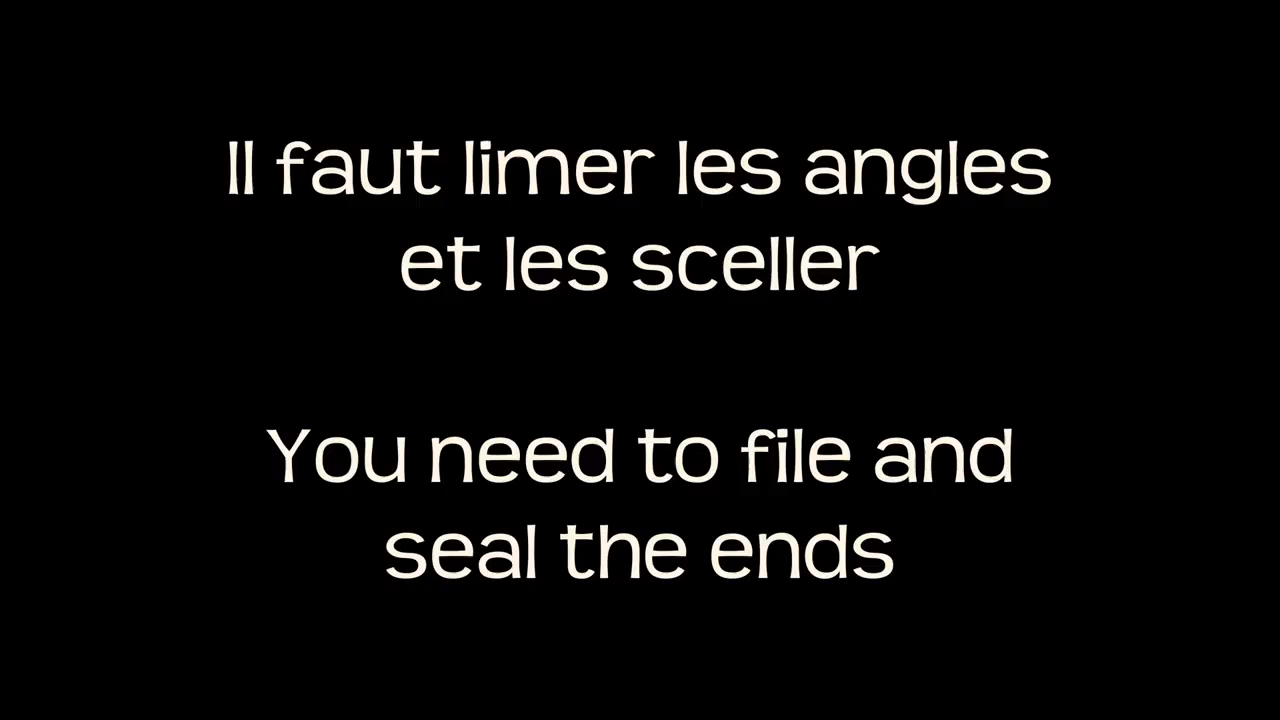 Il faut limer les angles
et les sceller
You need to file and
seal the ends